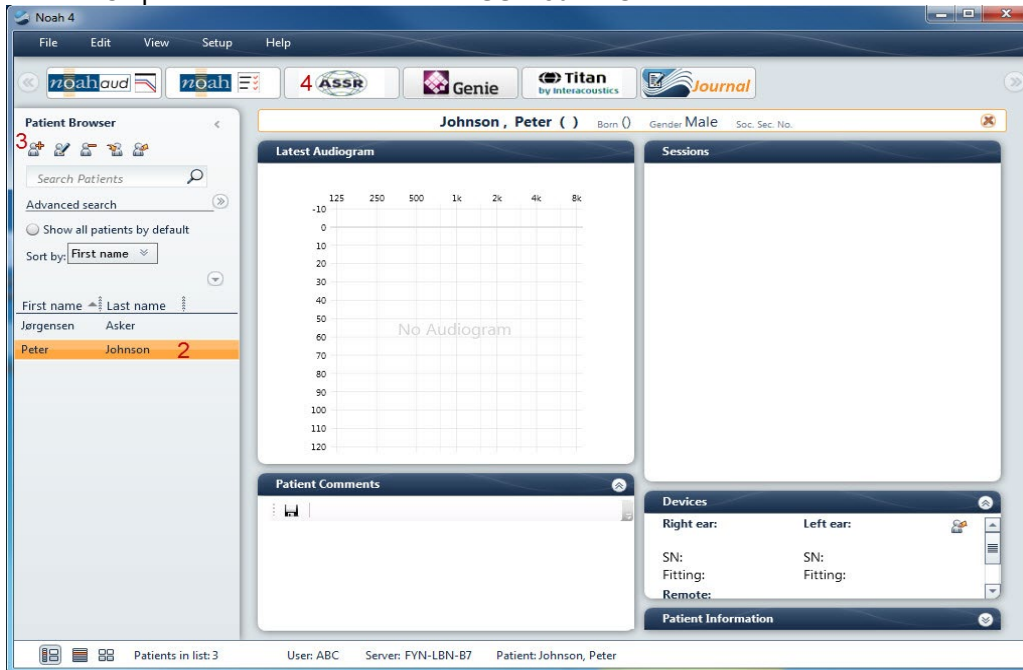 Noah 4
File Edit View Setup Help
noah aud noah 4 ASSR Genie Titan by Interacoustics Journal
Patient Browser
3
Search Patients
Advanced search
Show all patients by default
Sort by: First name
First name Last name
Jørgensen Asker
Peter Johnson 2
Johnson , Peter ( ) Born () Gender Male Soc. Sec. No.
Latest Audiogram
125 250 500 1k 2k 4k 8k
-10
0
10
20
30
40
50
60
70
80
90
100
110
120
No Audiogram
Patient Comments
Sessions
Devices
Right ear: Left ear:
SN: SN:
Fitting: Fitting:
Remote:
Patient Information
Patients in list: 3 User: ABC Server: FYN-LBN-B7 Patient: Johnson, Peter